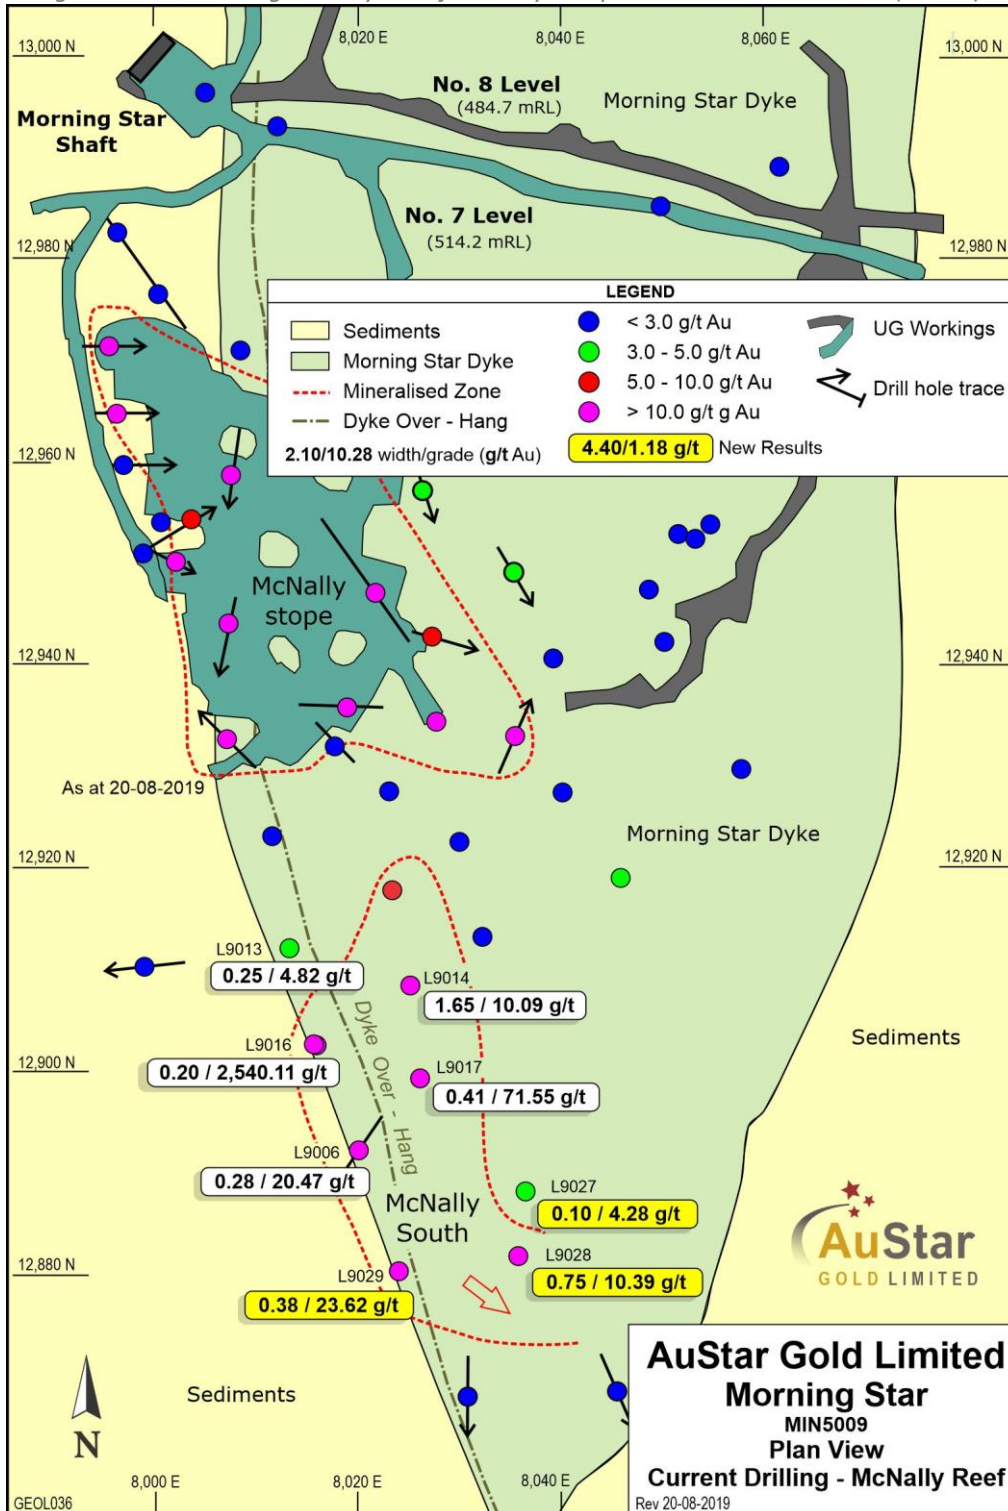 8,020 E
8,040 E
8,060 E
13,000 N
13,000 N
No. 8 Level
(484.7 mRL)
Morning Star Dyke
Morning Star
Shaft
No. 7 Level
(514.2 mRL)
12,980 N
12,980 N
LEGEND
Sediments
Morning Star Dyke
Mineralised Zone
Dyke Over - Hang
2.10/10.28 width/grade (g/t Au)
< 3.0 g/t Au
3.0 - 5.0 g/t Au
5.0 - 10.0 g/t Au
> 10.0 g/t g Au
4.40/1.18 g/t New Results
UG Workings
Drill hole trace
12,960 N
McNally
stope
12,940 N
12,940 N
As at 20-08-2019
Morning Star Dyke
12,920 N
12,920 N
L9013
0.25 / 4.82 g/t
L9014
1.65 / 10.09 g/t
Dyke Over - Hang
L9016
0.20 / 2,540.11 g/t
L9017
0.41 / 71.55 g/t
Sediments
12,900 N
12,900 N
L9006
0.28 / 20.47 g/t
McNally
South
L9027
0.10 / 4.28 g/t
L9028
0.75 / 10.39 g/t
L9029
0.38 / 23.62 g/t
12,880 N
AuStar
GOLD LIMITED
Sediments
N
AuStar Gold Limited
Morning Star
MIN5009
Plan View
Current Drilling - McNally Reef
8,000 E
8,020 E
8,040 E
GEOL036
Rev 20-08-2019